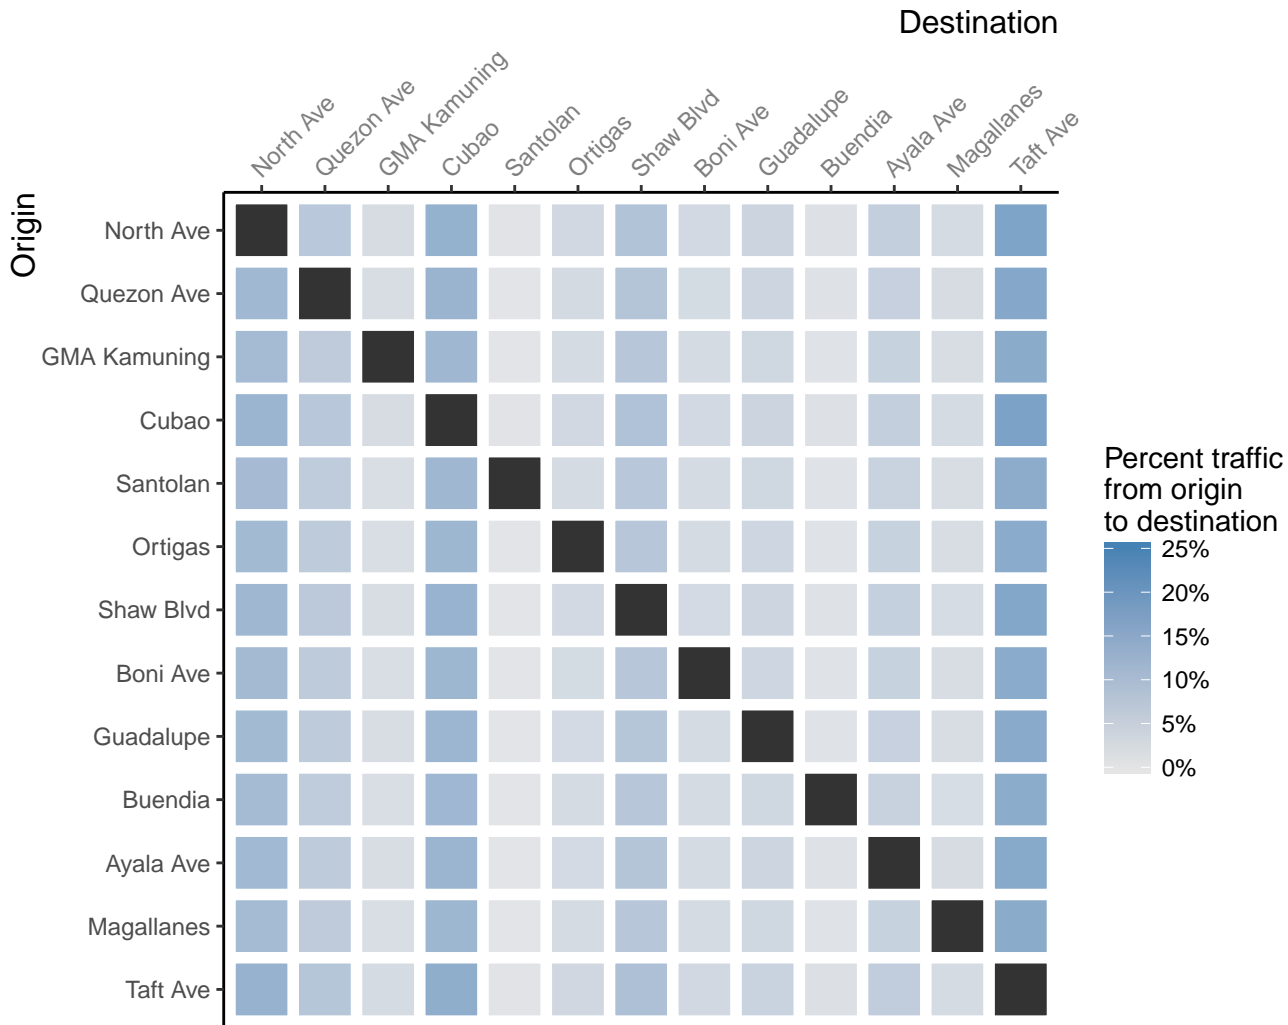 Destination
North Ave
Quezon Ave
GMA Kamuning
Cubao
Santolan
Ortigas
Shaw Blvd
Boni Ave
Guadalupe
Buendia
Ayala Ave
Magallanes
Taft Ave
Origin
North Ave
Quezon Ave
GMA Kamuning
Cubao
Santolan
Ortigas
Shaw Blvd
Boni Ave
Guadalupe
Buendia
Ayala Ave
Magallanes
Taft Ave
Percent traffic
from origin
to destination
25%
20%
15%
10%
5%
0%